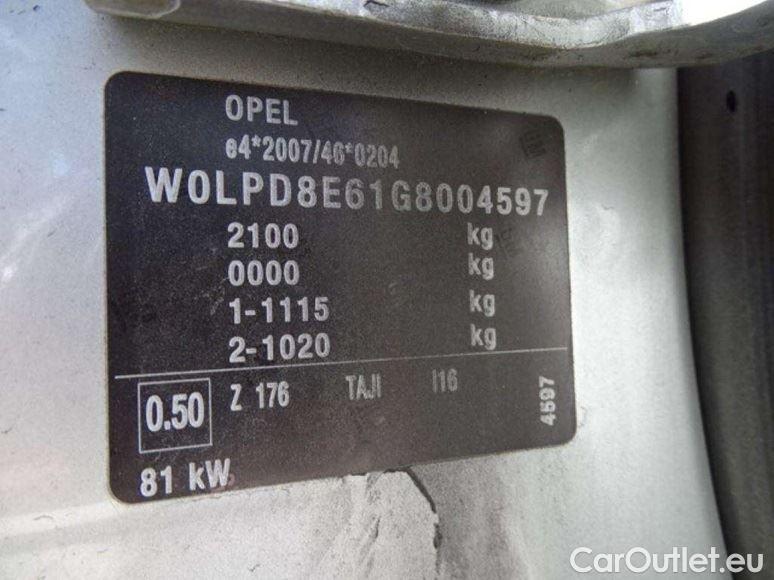 OPEL
e4*2007/46*0204
W0LPD8E61G8004597
2100 kg
0000 kg
1-1115 kg
2-1020 kg
0.50 Z 176 TAJI I16 4597
81 kW
CarOutlet.eu